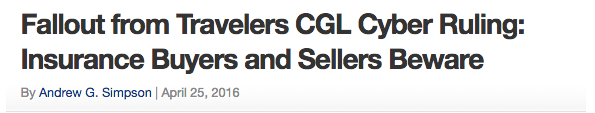 Fallout from Travelers CGL Cyber Ruling:
Insurance Buyers and Sellers Beware
By Andrew G. Simpson | April 25, 2016